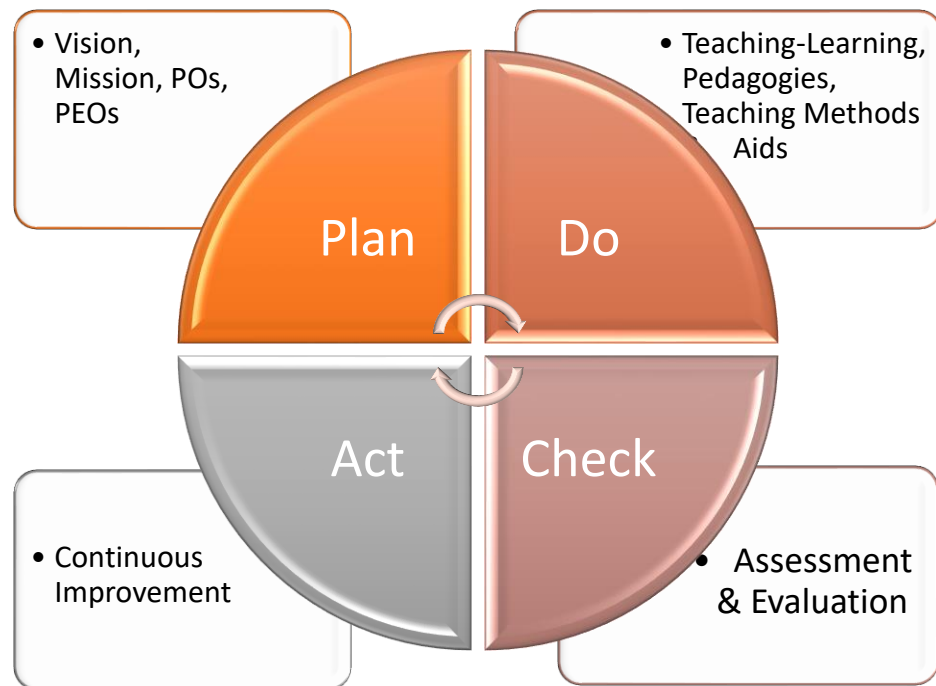 • Vision,
Mission, POs,
PEOs
• Teaching-Learning,
Pedagogies,
Teaching Methods
Aids
Plan
Do
Act
Check
• Continuous
Improvement
• Assessment
& Evaluation